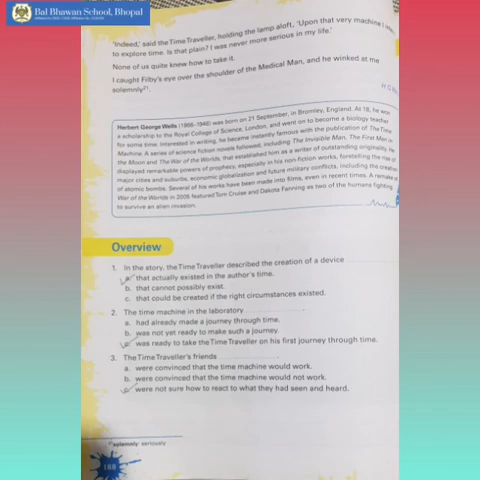 Bal Bhawan School, Bhopal
'Indeed,' said the Time Traveller, holding the lamp aloft, 'Upon that very machine I
to explore time. Is that plain? I was never more serious in my life.'
None of us quite knew how to take it.
I caught Filby's eye over the shoulder of the Medical Man, and he winked at me
solemnly²¹.
Herbert George Wells (1866–1946) was born on 21 September, in Bromley, England. At 18, he won
a scholarship to the Royal College of Science, London, and went on to become a biology teacher
for some time. Interested in writing, he became instantly famous with the publication of The Time
Machine. A series of science fiction novels followed, including The Invisible Man, The First Men in
the Moon and The War of the Worlds, that established him as a writer of outstanding originality. He
displayed remarkable powers of prophecy, especially in his non fiction works, foretelling the rise of
major cities and suburbs, economic globalization and future military conflicts, including the creation
of atomic bombs. Several of his works have been made into films, even in recent times. A remake of
War of the Worlds in 2005 featured Tom Cruise and Dakota Fanning as two of the humans fighting
to survive an alien invasion.
Overview
1. In the story, the Time Traveller described the creation of a device
a. that actually existed in the author's time.
b. that cannot possibly exist.
c. that could be created if the right circumstances existed.
2. The time machine in the laboratory
a. had already made a journey through time.
b. was not yet ready to make such a journey.
c. was ready to take the Time Traveller on his first journey through time.
3. The Time Traveller's friends
a. were convinced that the time machine would work.
b. were convinced that the time machine would not work.
c. were not sure how to react to what they had seen and heard.
²¹solemnly: seriously
188